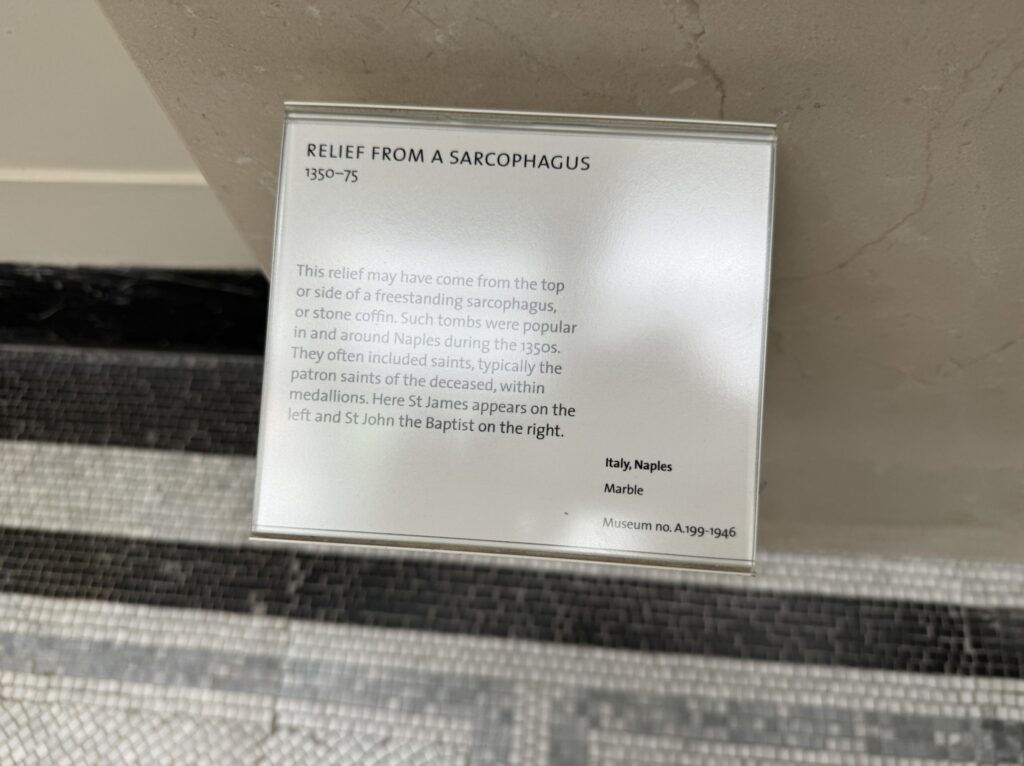 RELIEF FROM A SARCOPHAGUS
1350–75
This relief may have come from the top
or side of a freestanding sarcophagus,
or stone coffin. Such tombs were popular
in and around Naples during the 1350s.
They often included saints, typically the
patron saints of the deceased, within
medallions. Here St James appears on the
left and St John the Baptist on the right.
Italy, Naples
Marble
Museum no. A.199-1946